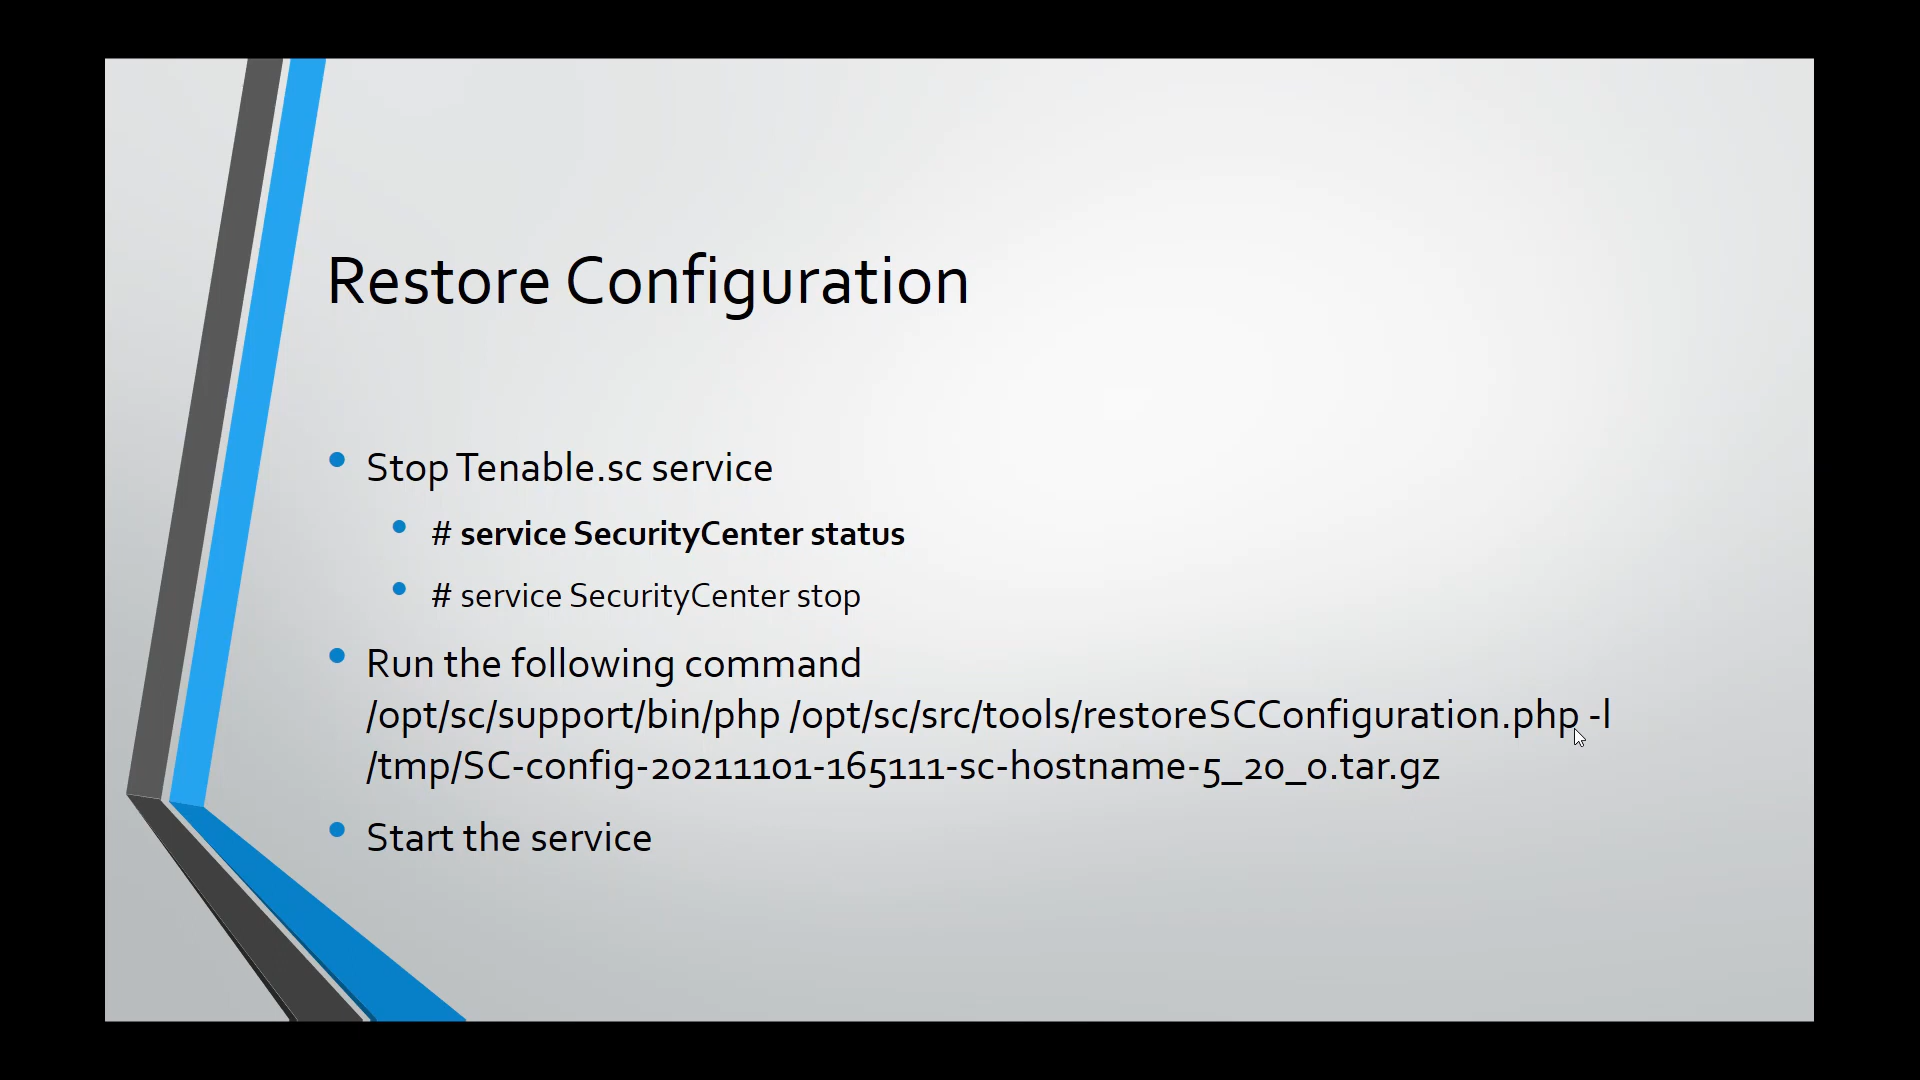 Restore Configuration
Stop Tenable.sc service
# service SecurityCenter status
# service SecurityCenter stop
Run the following command
/opt/sc/support/bin/php /opt/sc/src/tools/restoreSCConfiguration.php -l
/tmp/SC-config-20211101-165111-sc-hostname-5_20_0.tar.gz
Start the service